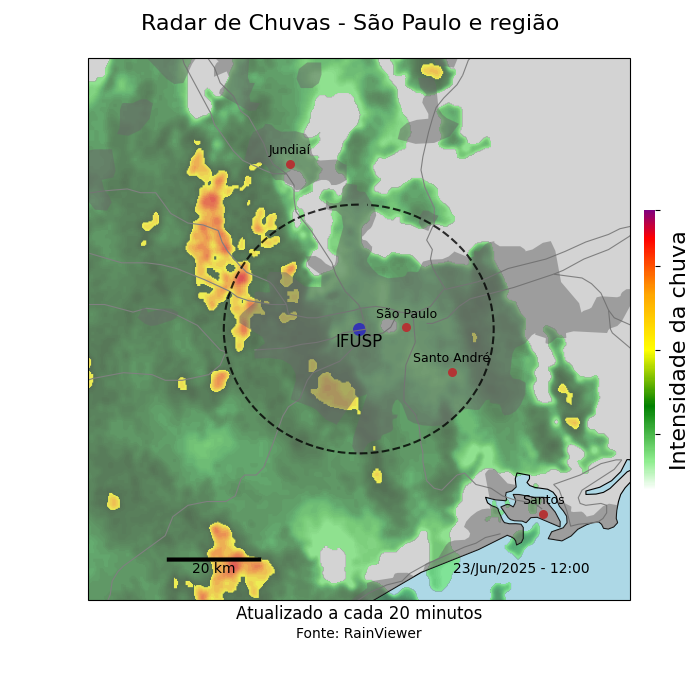 Radar de Chuvas - São Paulo e região
Jundiaí
São Paulo
IFUSP
Santo André
Santos
20 km
23/Jun/2025 - 12:00
Intensidade da chuva
Atualizado a cada 20 minutos
Fonte: RainViewer